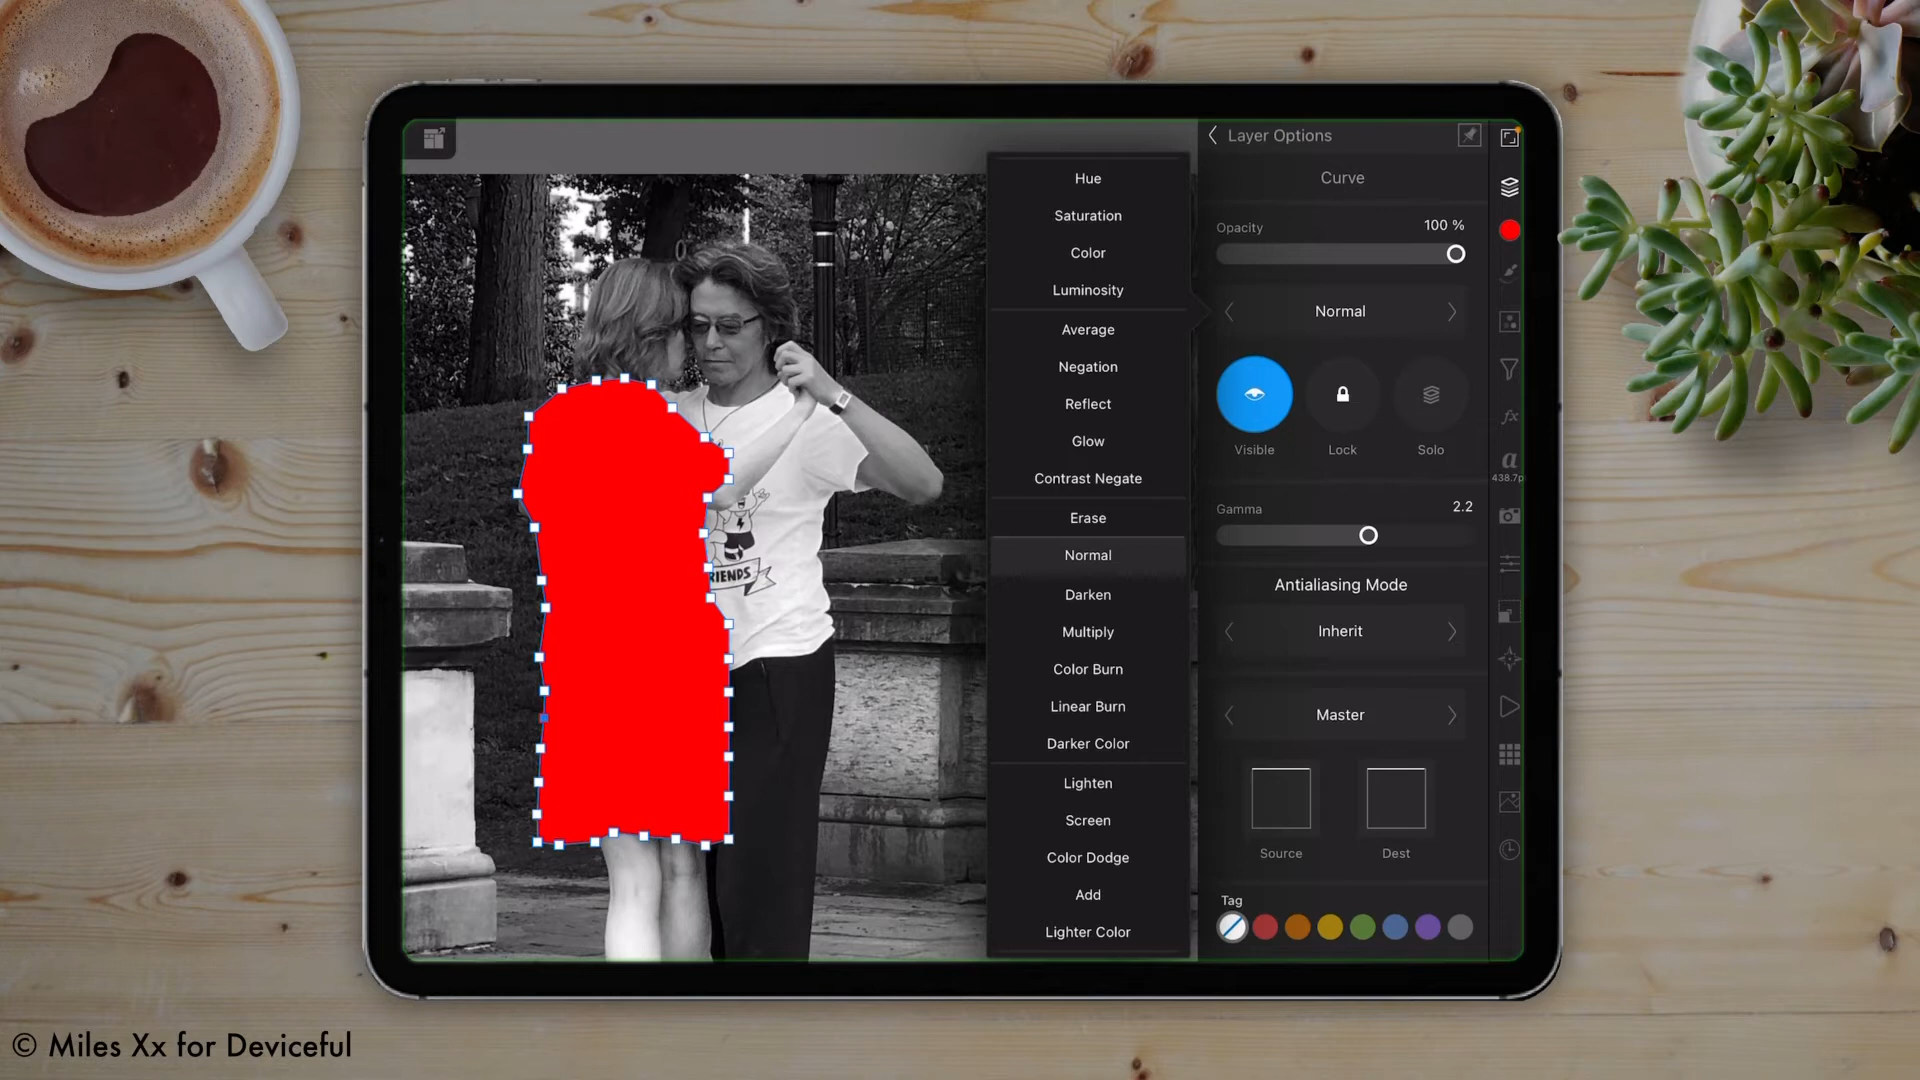 Layer Options
Curve
Opacity
100 %
Normal
Visible
Lock
Solo
Gamma
2.2
Antialiasing Mode
Inherit
Master
Source
Dest
Tag
Hue
Saturation
Color
Luminosity
Average
Negation
Reflect
Glow
Contrast Negate
Erase
Normal
Darken
Multiply
Color Burn
Linear Burn
Darker Color
Lighten
Screen
Color Dodge
Add
Lighter Color
fx
a
438.7p
RIENDS
© Miles Xx for Deviceful